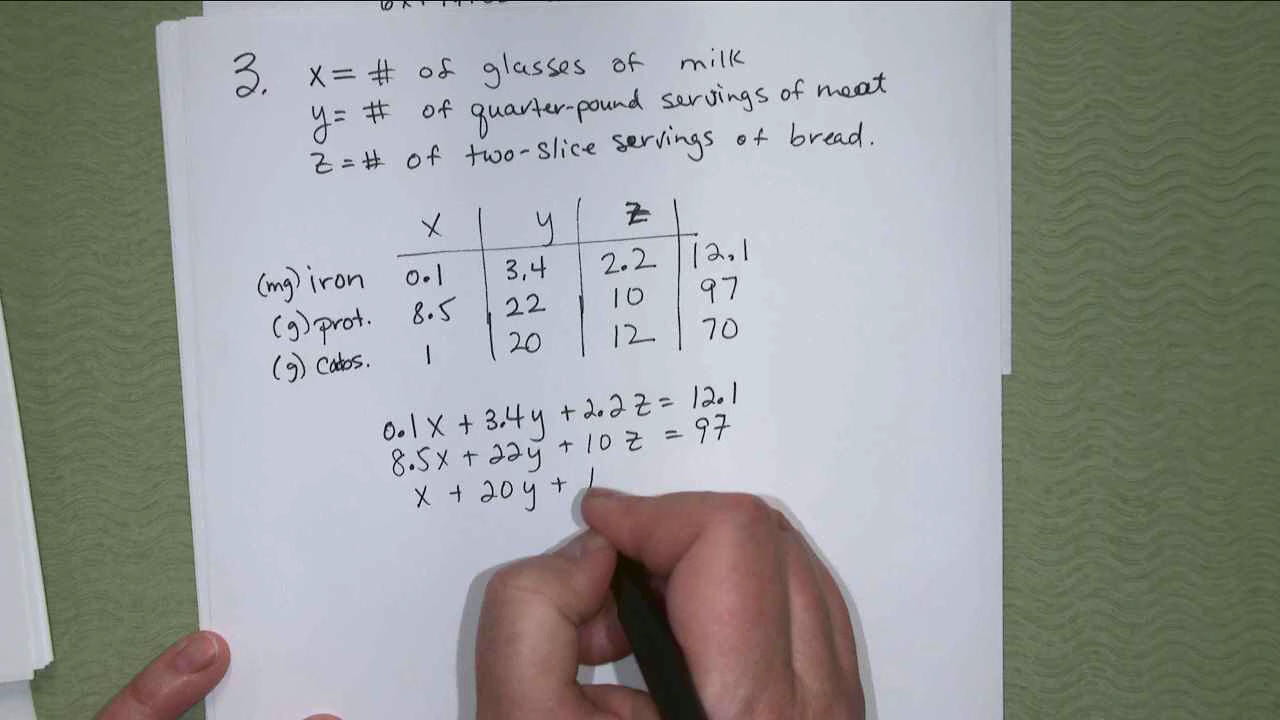 3. x = # of glasses of milk
y = # of quarter-pound servings of meat
z = # of two-slice servings of bread.
x y z
(mg) iron 0.1 3.4 2.2 12.1
(g) prot. 8.5 22 10 97
(g) cabs. 1 20 12 70
0.1x + 3.4y + 2.2z = 12.1
8.5x + 22y + 10z = 97
x + 20y + 1